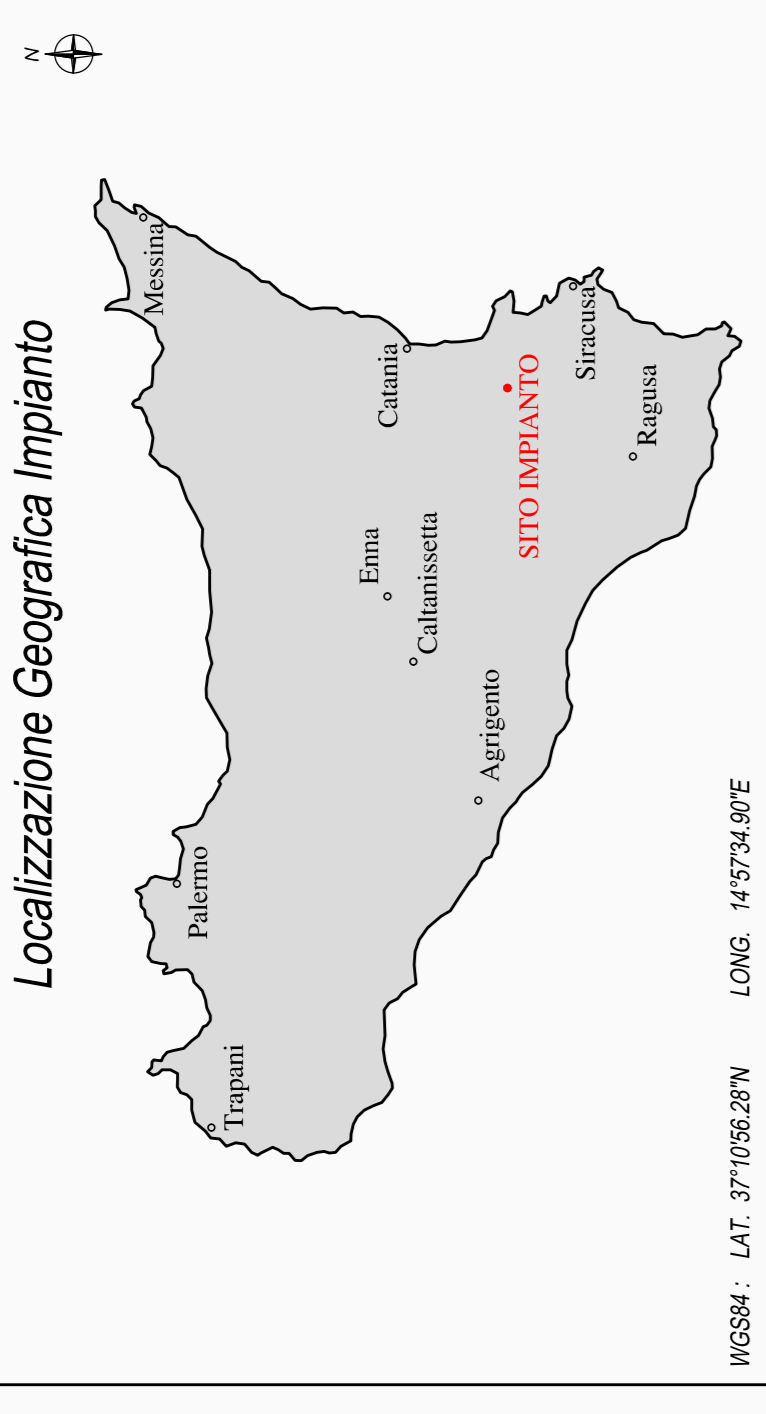 Localizzazione Geografica Impianto
N
Messina
Palermo
Trapani
Catania
Enna
Caltanissetta
Agrigento
SITO IMPIANTO
Siracusa
Ragusa
WGS84 : LAT. 37°10'56.28"N LONG. 14°57'34.90"E